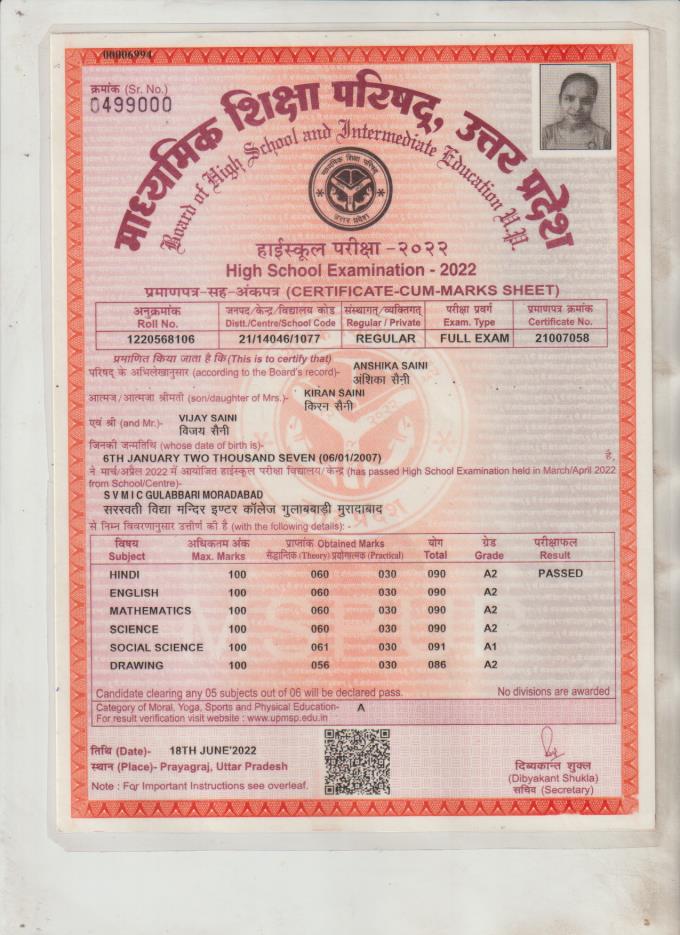 00006994
क्रमांक (Sr. No.)
0499000
माध्यमिक शिक्षा परिषद्, उत्तर प्रदेश
Board of High School and Intermediate Education U.P.
माध्यमिक शिक्षा परिषद्
उत्तर प्रदेश
हाईस्कूल परीक्षा -२०२२
High School Examination - 2022
प्रमाणपत्र-सह-अंकपत्र (CERTIFICATE-CUM-MARKS SHEET)
अनुक्रमांक जनपद/केन्द्र/विद्यालय कोड संस्थागत्/व्यक्तिगत् परीक्षा प्रवर्ग प्रमाणपत्र क्रमांक
Roll No. Distt./Centre/School Code Regular / Private Exam. Type Certificate No.
1220568106 21/14046/1077 REGULAR FULL EXAM 21007058
प्रमाणित किया जाता है कि(This is to certify that)
परिषद् के अभिलेखानुसार (according to the Board's record)- ANSHIKA SAINI
अंशिका सैनी
आत्मज/आत्मजा श्रीमती (son/daughter of Mrs.)- KIRAN SAINI
किरन सैनी
एवं श्री (and Mr.)- VIJAY SAINI
विजय सैनी
जिनकी जन्मतिथि (whose date of birth is)-
6TH JANUARY TWO THOUSAND SEVEN (06/01/2007) है,
ने मार्च/अप्रैल 2022 में आयोजित हाईस्कूल परीक्षा विद्यालय/केन्द्र (has passed High School Examination held in March/April 2022
from School/Centre)-
S V M I C GULABBARI MORADABAD
सरस्वती विद्या मन्दिर इण्टर कॉलेज गुलाबबाड़ी मुरादाबाद
से निम्न विवरणानुसार उत्तीर्ण की है (with the following details):-
विषय अधिकतम अंक प्राप्तांक Obtained Marks योग ग्रेड परीक्षाफल
Subject Max. Marks सैद्धान्तिक (Theory) प्रयोगात्मक (Practical) Total Grade Result
HINDI 100 060 030 090 A2 PASSED
ENGLISH 100 060 030 090 A2
MATHEMATICS 100 060 030 090 A2
SCIENCE 100 060 030 090 A2
SOCIAL SCIENCE 100 061 030 091 A1
DRAWING 100 056 030 086 A2
MSPUP
Candidate clearing any 05 subjects out of 06 will be declared pass. No divisions are awarded
Category of Moral, Yoga, Sports and Physical Education- A
For result verification visit website : www.upmsp.edu.in
तिथि (Date)- 18TH JUNE'2022
स्थान (Place)- Prayagraj, Uttar Pradesh
Note : For Important Instructions see overleaf.
दिब्यकान्त शुक्ल
(Dibyakant Shukla)
सचिव (Secretary)